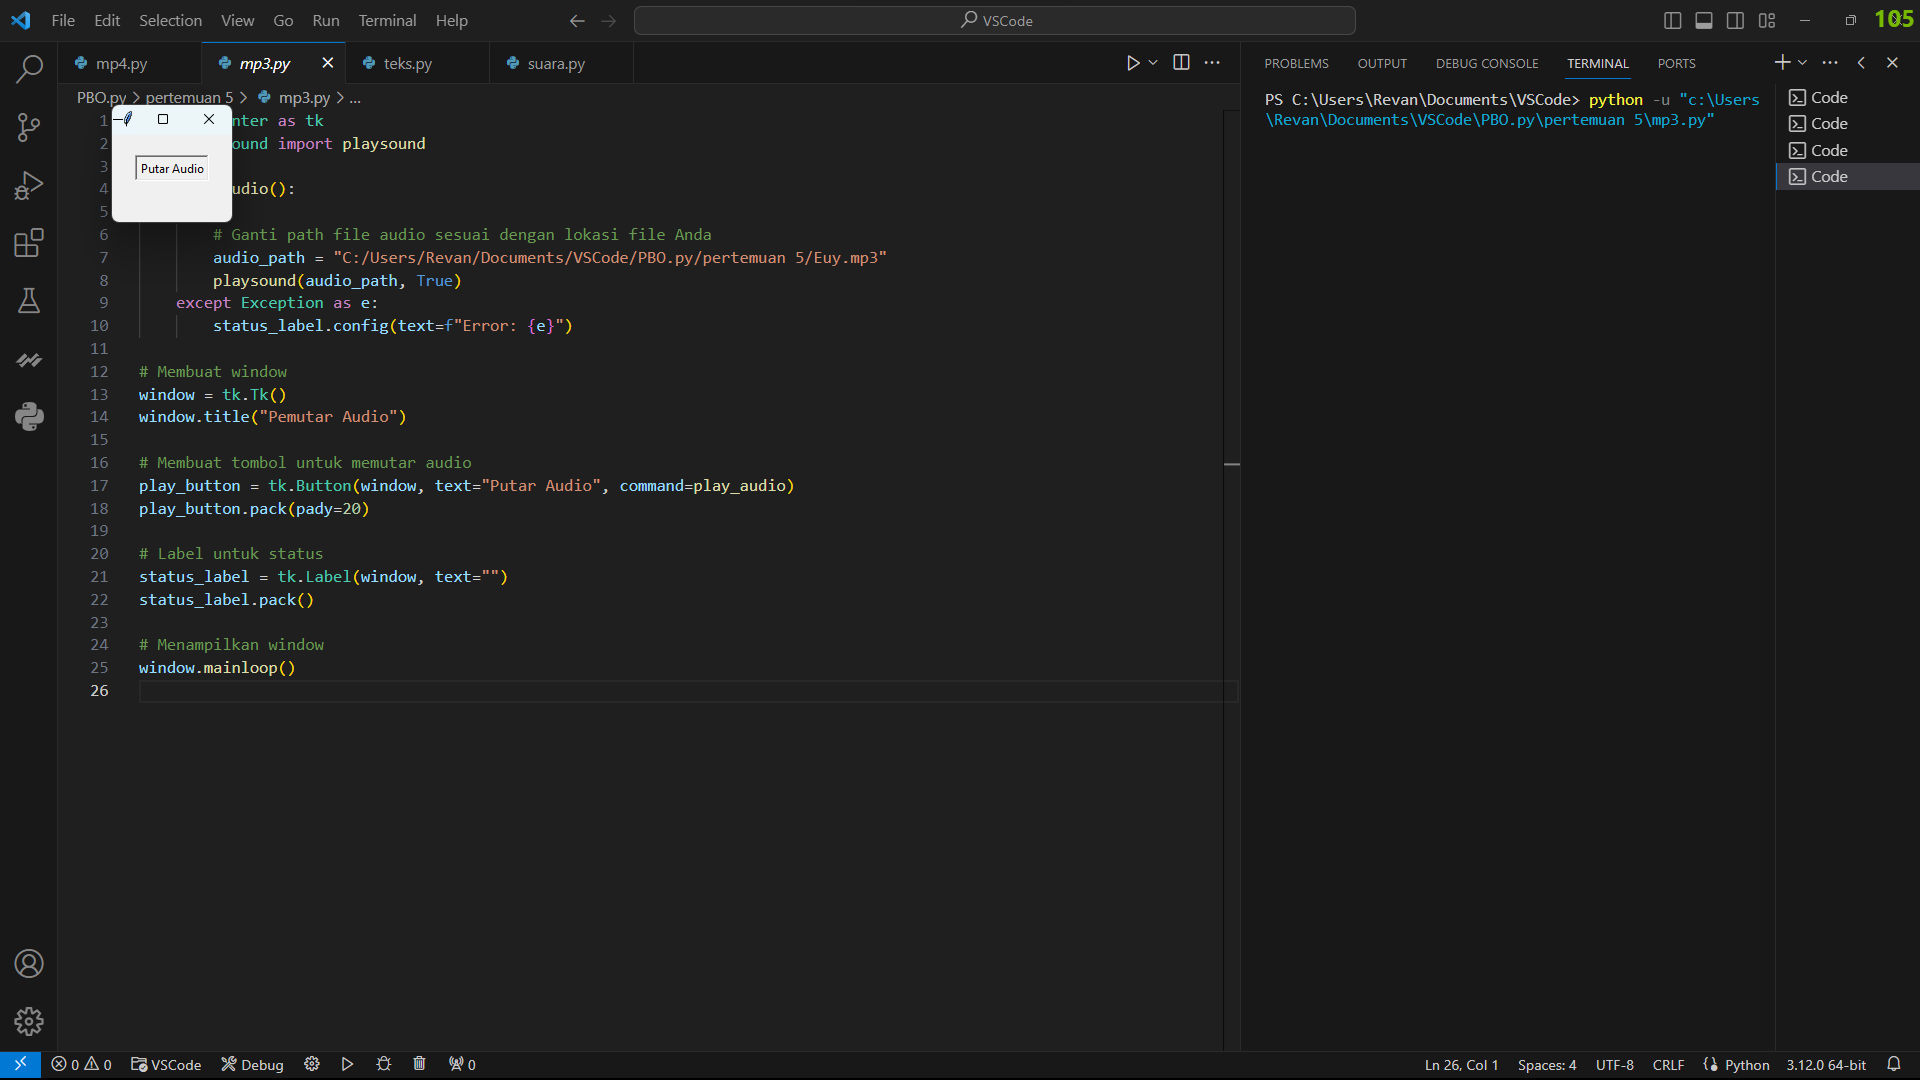 File Edit Selection View Go Run Terminal Help
VSCode
105
mp4.py
mp3.py
teks.py
suara.py
PROBLEMS OUTPUT DEBUG CONSOLE TERMINAL PORTS
PBO.py > pertemuan 5 > mp3.py > ...
Putar Audio
1 nter as tk
2 ound import playsound
3
4 udio():
5
6 # Ganti path file audio sesuai dengan lokasi file Anda
7 audio_path = "C:/Users/Revan/Documents/VSCode/PBO.py/pertemuan 5/Euy.mp3"
8 playsound(audio_path, True)
9 except Exception as e:
10 status_label.config(text=f"Error: {e}")
11
12 # Membuat window
13 window = tk.Tk()
14 window.title("Pemutar Audio")
15
16 # Membuat tombol untuk memutar audio
17 play_button = tk.Button(window, text="Putar Audio", command=play_audio)
18 play_button.pack(pady=20)
19
20 # Label untuk status
21 status_label = tk.Label(window, text="")
22 status_label.pack()
23
24 # Menampilkan window
25 window.mainloop()
26
PS C:\Users\Revan\Documents\VSCode> python -u "c:\Users
\Revan\Documents\VSCode\PBO.py\pertemuan 5\mp3.py"
Code
Code
Code
Code
0 0 VSCode Debug 0
Ln 26, Col 1 Spaces: 4 UTF-8 CRLF Python 3.12.0 64-bit